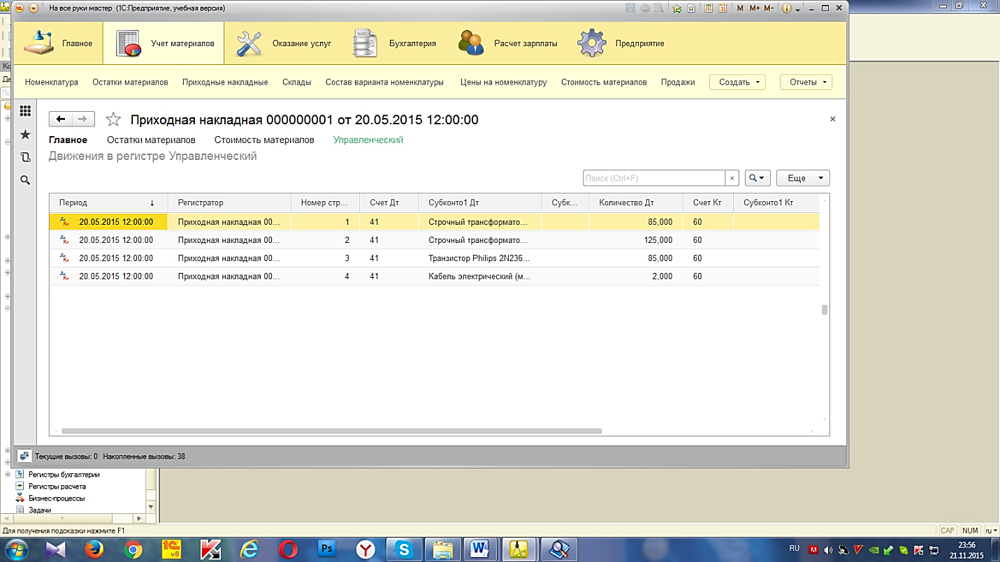 На все руки мастер (1С:Предприятие, учебная версия)
M M+ M-
Главное Учет материалов Оказание услуг Бухгалтерия Расчет зарплаты Предприятие
Номенклатура Остатки материалов Приходные накладные Склады Состав варианта номенклатуры Цены на номенклатуру Стоимость материалов Продажи Создать Отчеты
Приходная накладная 000000001 от 20.05.2015 12:00:00
Главное Остатки материалов Стоимость материалов Управленческий
Движения в регистре Управленческий
Поиск (Ctrl+F) × Еще
Период ↓ Регистратор Номер стр... Счет Дт Субконто1 Дт Субк... Количество Дт Счет Кт Субконто1 Кт
20.05.2015 12:00:00 Приходная накладная 00... 1 41 Строчный трансформато... 85,000 60
20.05.2015 12:00:00 Приходная накладная 00... 2 41 Строчный трансформато... 125,000 60
20.05.2015 12:00:00 Приходная накладная 00... 3 41 Транзистор Philips 2N236... 85,000 60
20.05.2015 12:00:00 Приходная накладная 00... 4 41 Кабель электрический (м... 2,000 60
Текущие вызовы: 0 Накопленные вызовы: 38
Регистры бухгалтерии
Регистры расчета
Бизнес-процессы
Задачи
Для получения подсказки нажмите F1
CAP NUM ru
RU
23:56
21.11.2015